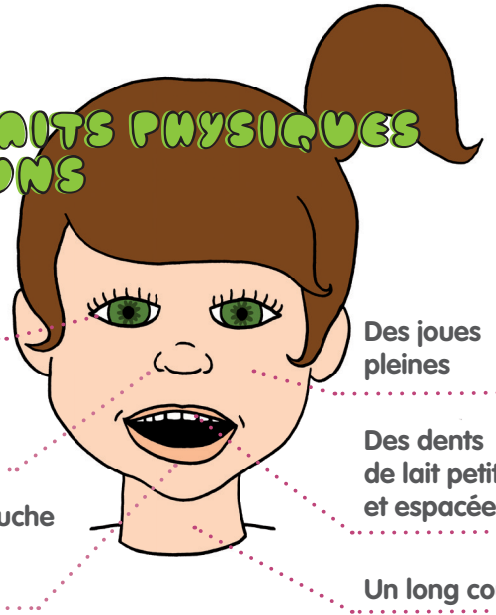 AITS PHYSIQUES
ONS
Des joues
pleines
Des dents
de lait petit
et espacée
uche
Un long co